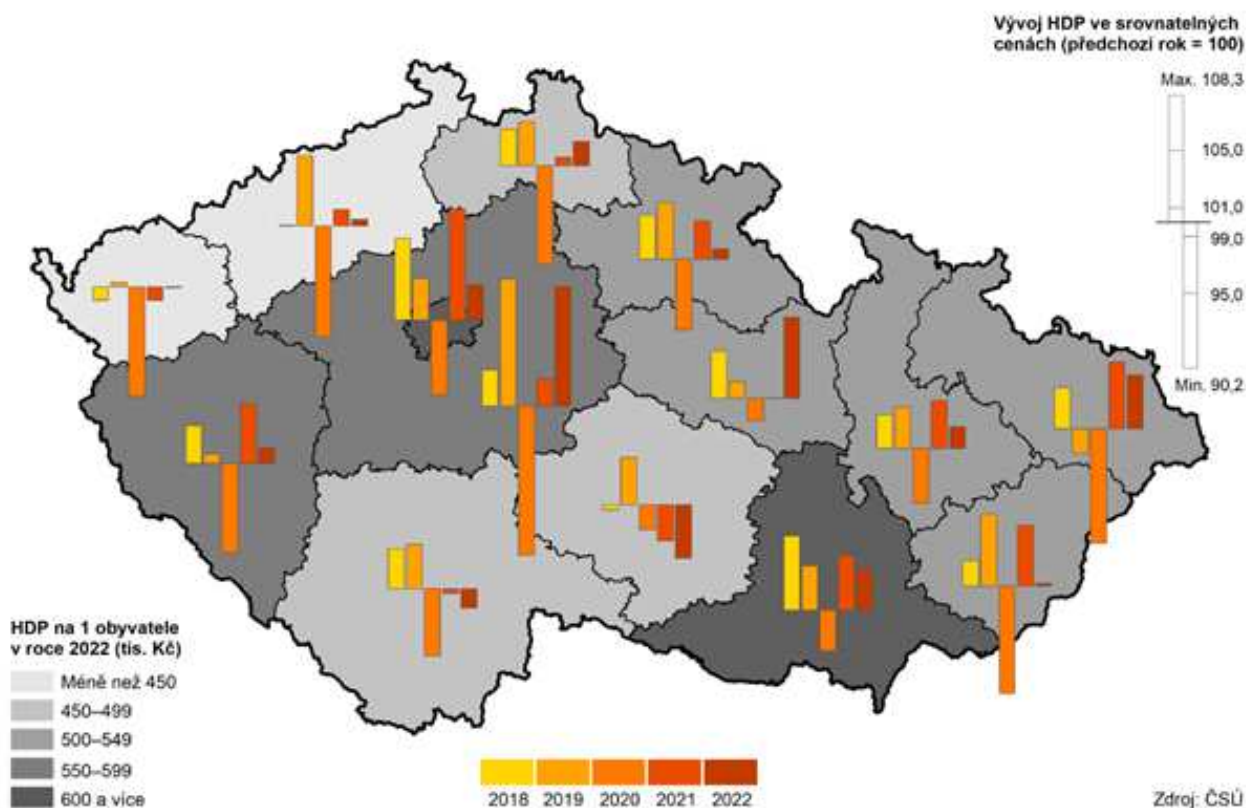 Vývoj HDP ve srovnatelných
cenách (předchozí rok = 100)
Max. 108,3
105,0
101,0
99,0
95,0
Min. 90,2
HDP na 1 obyvatele
v roce 2022 (tis. Kč)
Méně než 450
450–499
500–549
550–599
600 a více
2018 2019 2020 2021 2022
Zdroj: ČSÚ